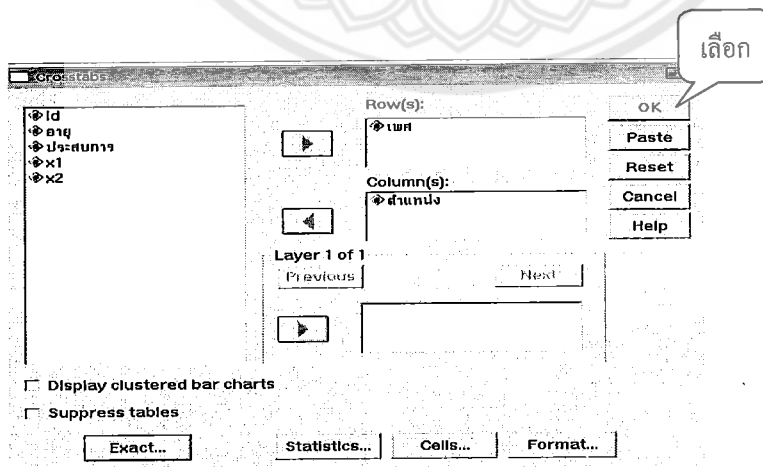 เลือก
Crosstabs
Id
อายุ
ประสบการ
x1
x2
Row(s):
เพศ
Column(s):
ตำแหน่ง
Layer 1 of 1
Previous
Next
OK
Paste
Reset
Cancel
Help
Display clustered bar charts
Suppress tables
Exact...
Statistics...
Cells...
Format...